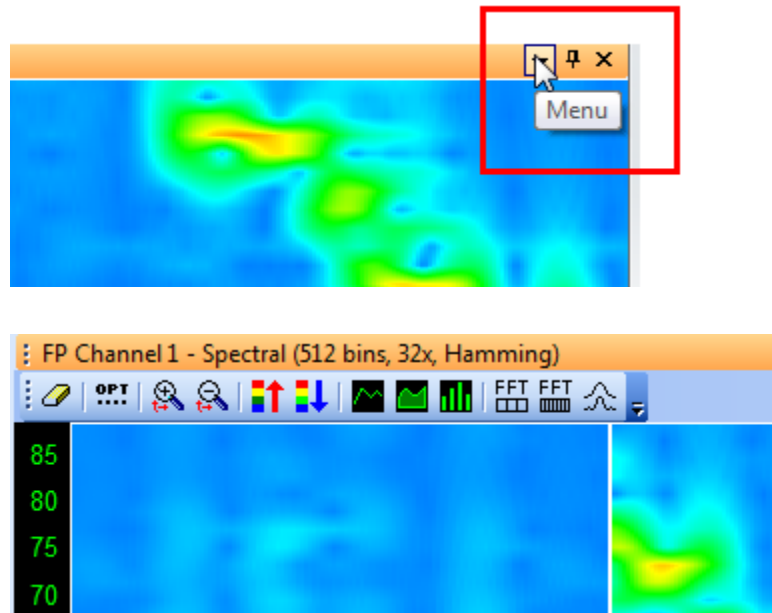 Menu
FP Channel 1 - Spectral (512 bins, 32x, Hamming)
OPT FFT FFT
85
80
75
70